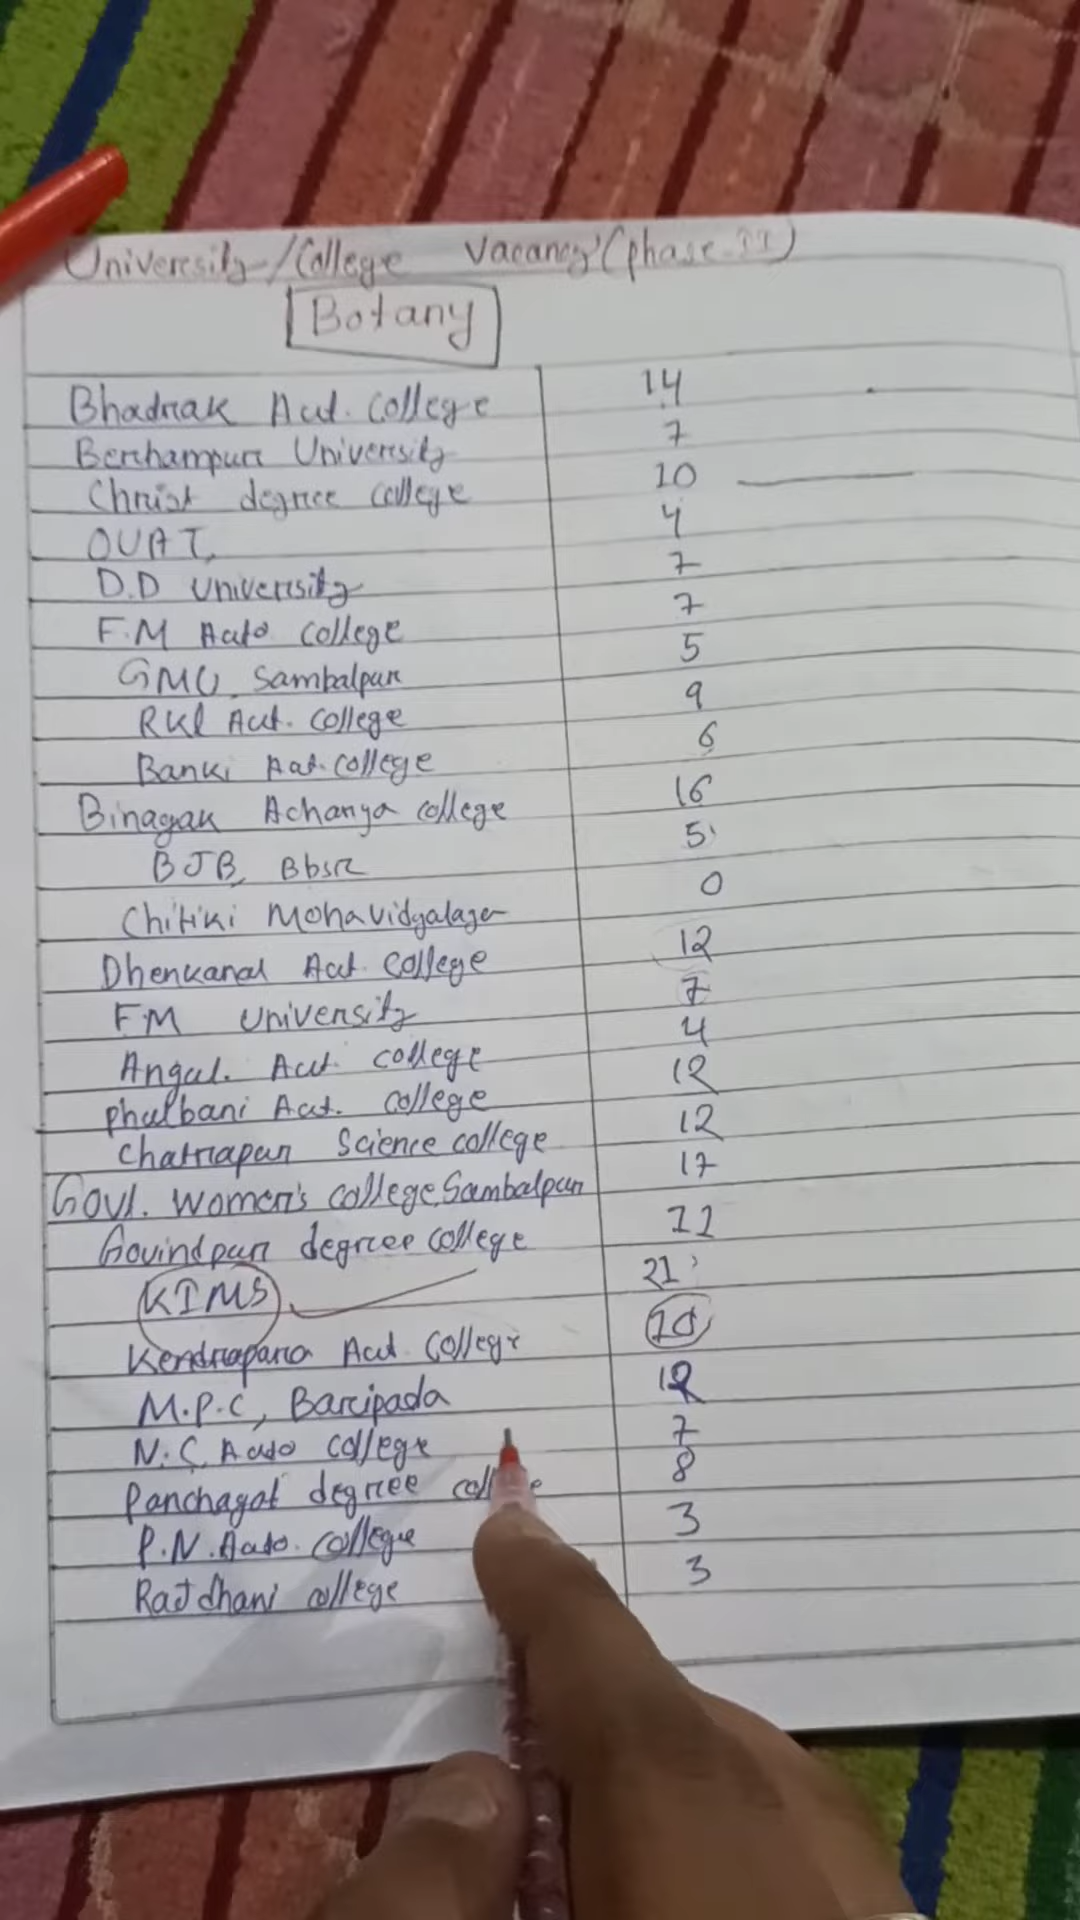 University/College Vacancy (phase-II)
Botany
Bhadrak Aut. College 14
Berhampur University 7
Christ degree college 10
OUAT, 4
D.D University 7
F.M Auto college 7
GMU, Sambalpur 5
RKL Aut. college 9
Banki Aut. college 6
Binayak Acharya college 16
BJB, Bbsr 5
Chitiki Mohavidyalaya 0
Dhenkanal Aut. college 12
F.M University 7
Angul. Aut. college 4
phulbani Aut. college 12
Chatrapur Science college 12
Govt. Women's college, Sambalpur 17
Govindpur degree college 11
KIMS 21
Kendrapara Aut. College
M.P.C, Baripada 12
N.C. Auto college 7
Panchayat degree college 8
P.N. Auto. college 3
Rajdhani college 3